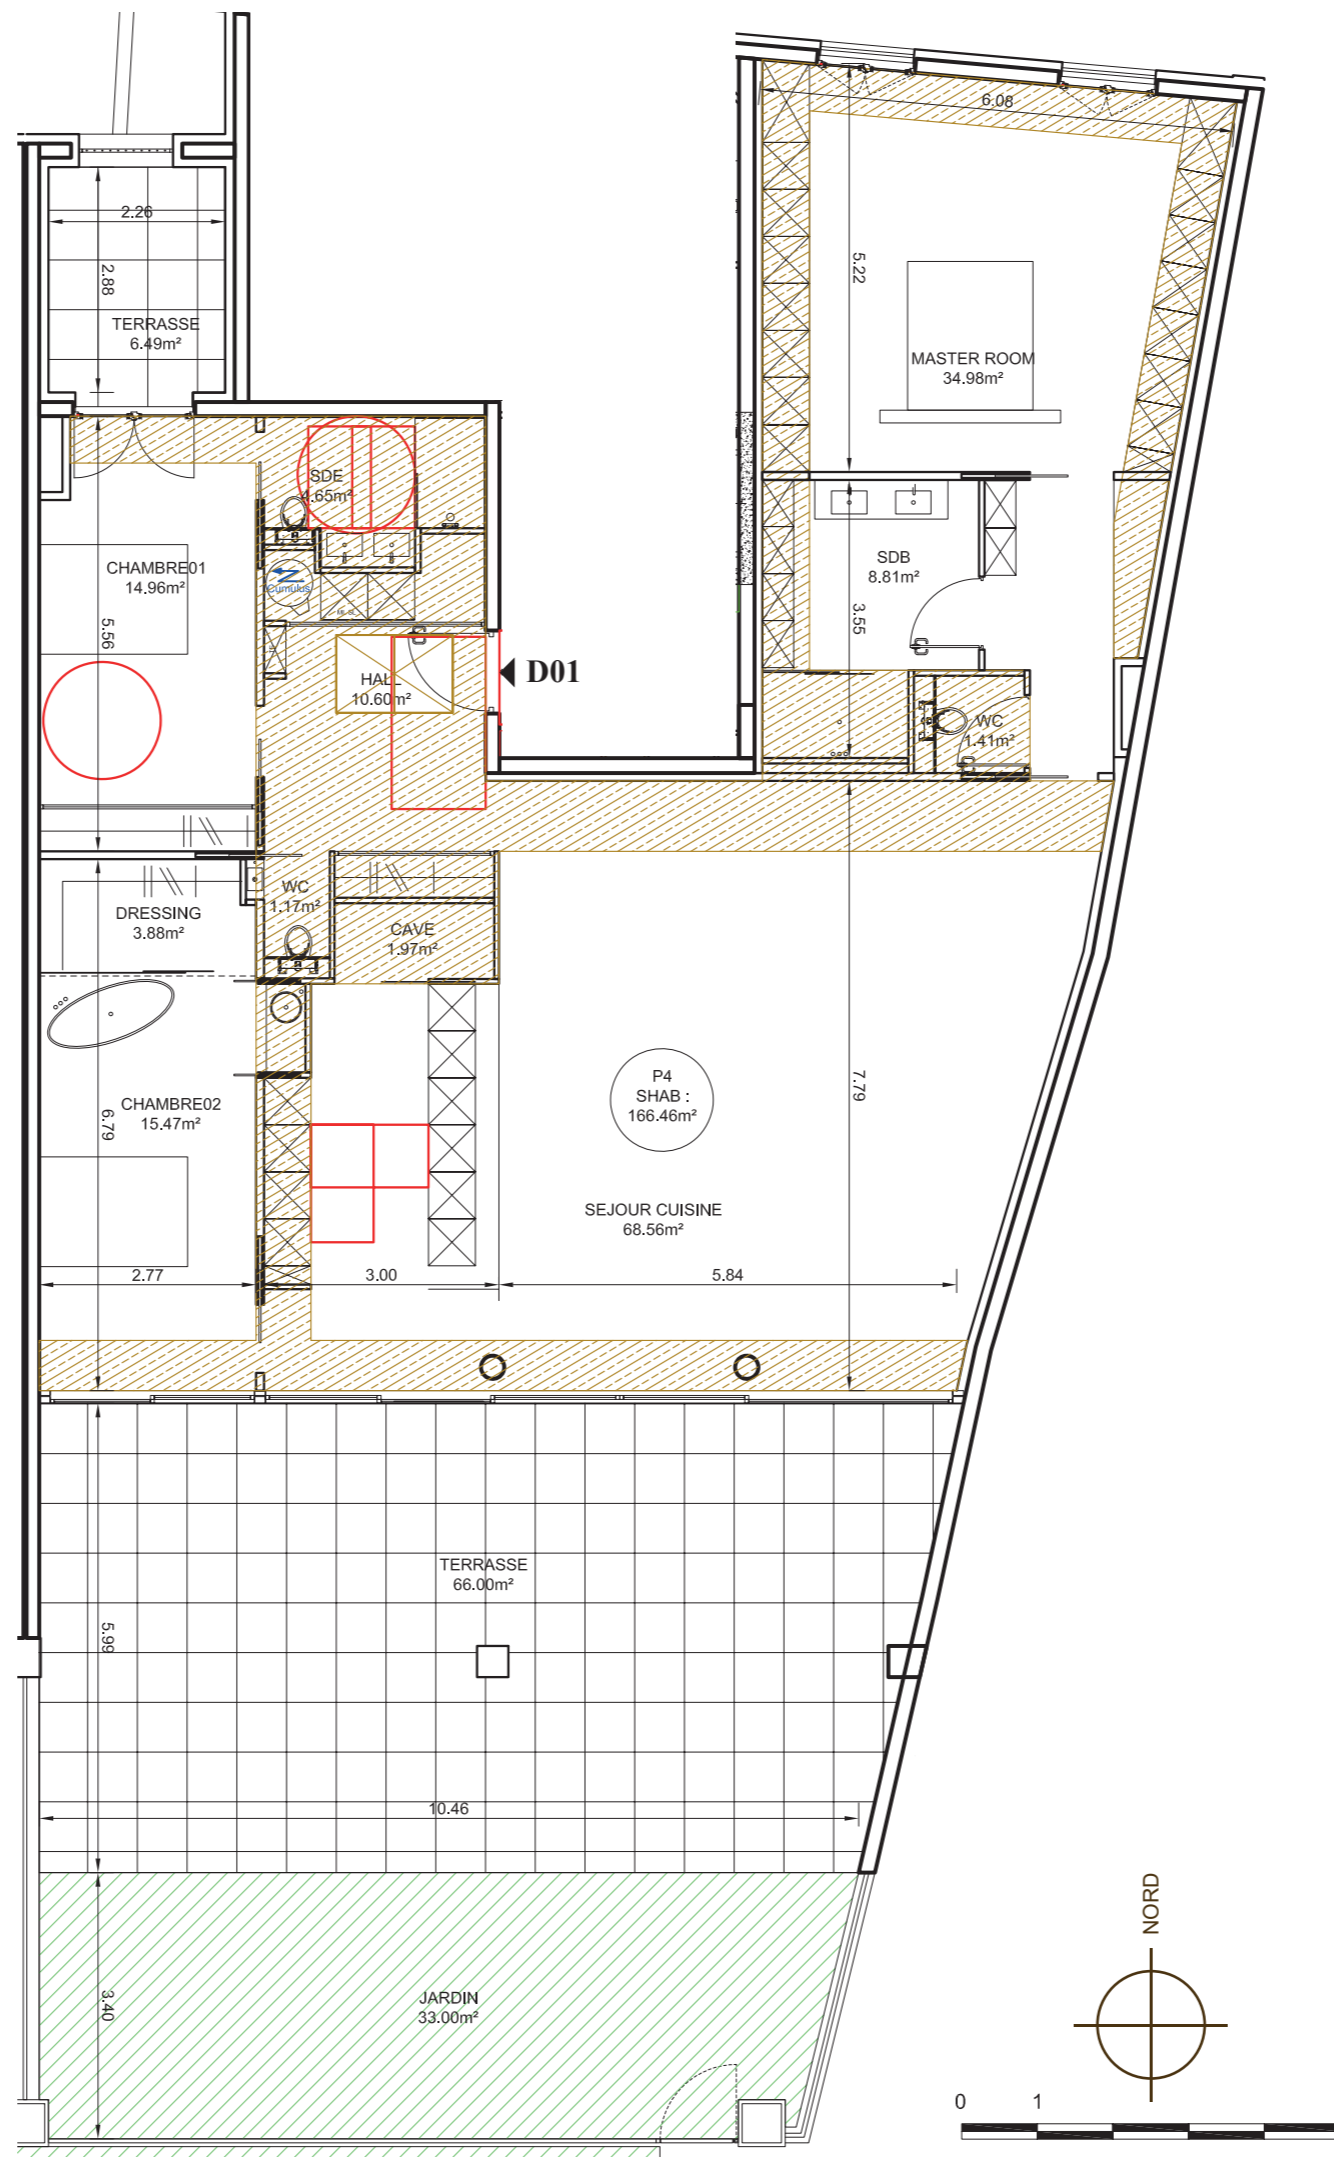 6.08
2.26
2.88
TERRASSE
6.49m²
5.22
MASTER ROOM
34.98m²
SDE
4.65m²
CHAMBRE01
14.96m²
Cumulus
SDB
8.81m²
5.56
3.55
HALL
10.60m²
D01
WC
1.41m²
WC
1.17m²
DRESSING
3.88m²
CAVE
1.97m²
P4
SHAB :
166.46m²
7.79
CHAMBRE02
15.47m²
6.79
SEJOUR CUISINE
68.56m²
2.77
3.00
5.84
TERRASSE
66.00m²
5.99
10.46
NORD
JARDIN
33.00m²
3.40
0 1